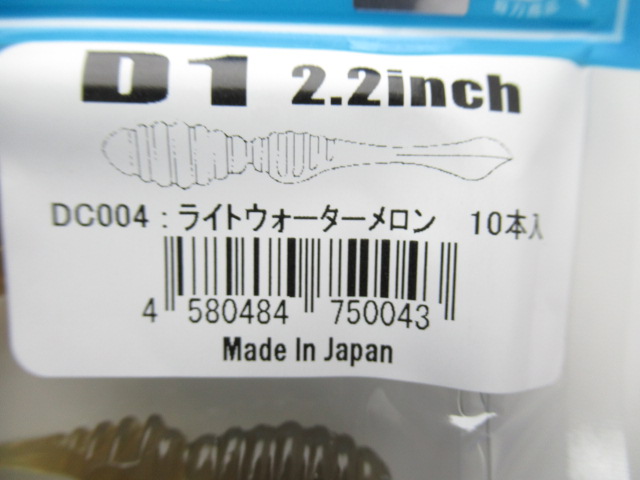 D1 2.2inch
DC004:ライトウォーターメロン 10本入
4 580484 750043
Made In Japan